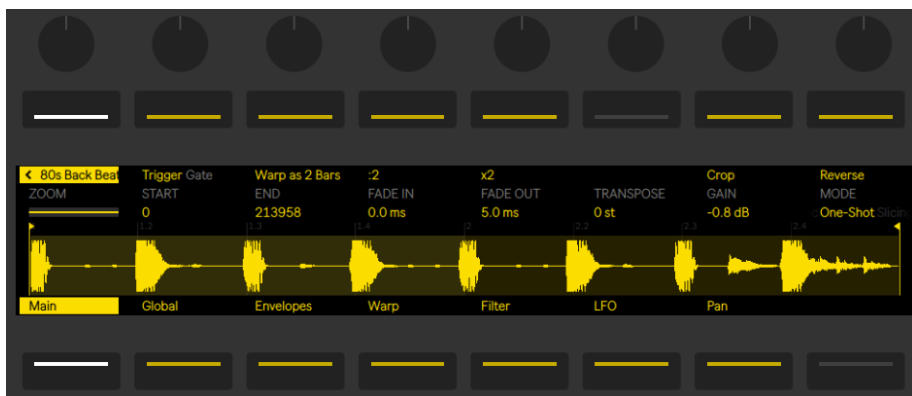 80s Back Beat Trigger Gate Warp as 2 Bars :2 x2 Crop Reverse
ZOOM START END FADE IN FADE OUT TRANSPOSE GAIN MODE
0 213958 0.0 ms 5.0 ms 0 st -0.8 dB One-Shot Slicin
1.2 1.3 1.4 2 2.2 2.3 2.4
Main Global Envelopes Warp Filter LFO Pan